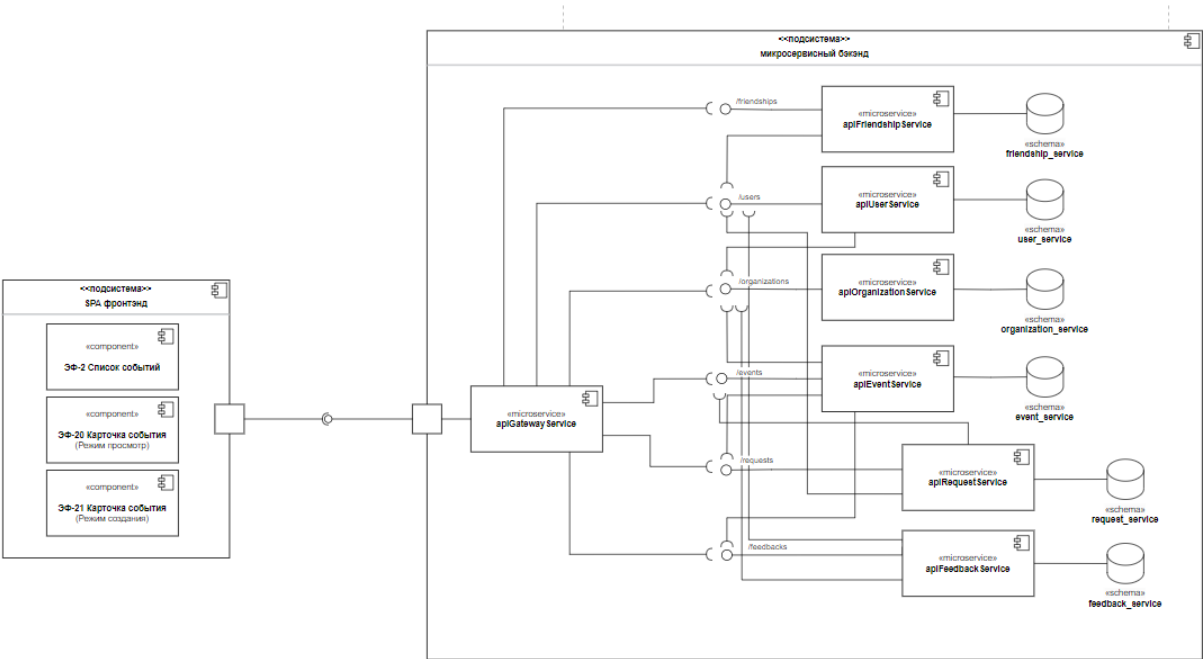 <<подсистема>>
микросервисный бэкэнд
/friendships
«microservice»
apiFriendshipService
«schema»
friendship_service
/users
«microservice»
apiUserService
«schema»
user_service
/organizations
«microservice»
apiOrganizationService
«schema»
organization_service
/events
«microservice»
apiEventService
«schema»
event_service
«microservice»
apiGatewayService
/requests
«microservice»
apiRequestService
«schema»
request_service
/feedbacks
«microservice»
apiFeedbackService
«schema»
feedback_service
<<подсистема>>
SPA фронтэнд
«component»
ЭФ-2 Список событий
«component»
ЭФ-20 Карточка события
(Режим просмотр)
«component»
ЭФ-21 Карточка события
(Режим создания)